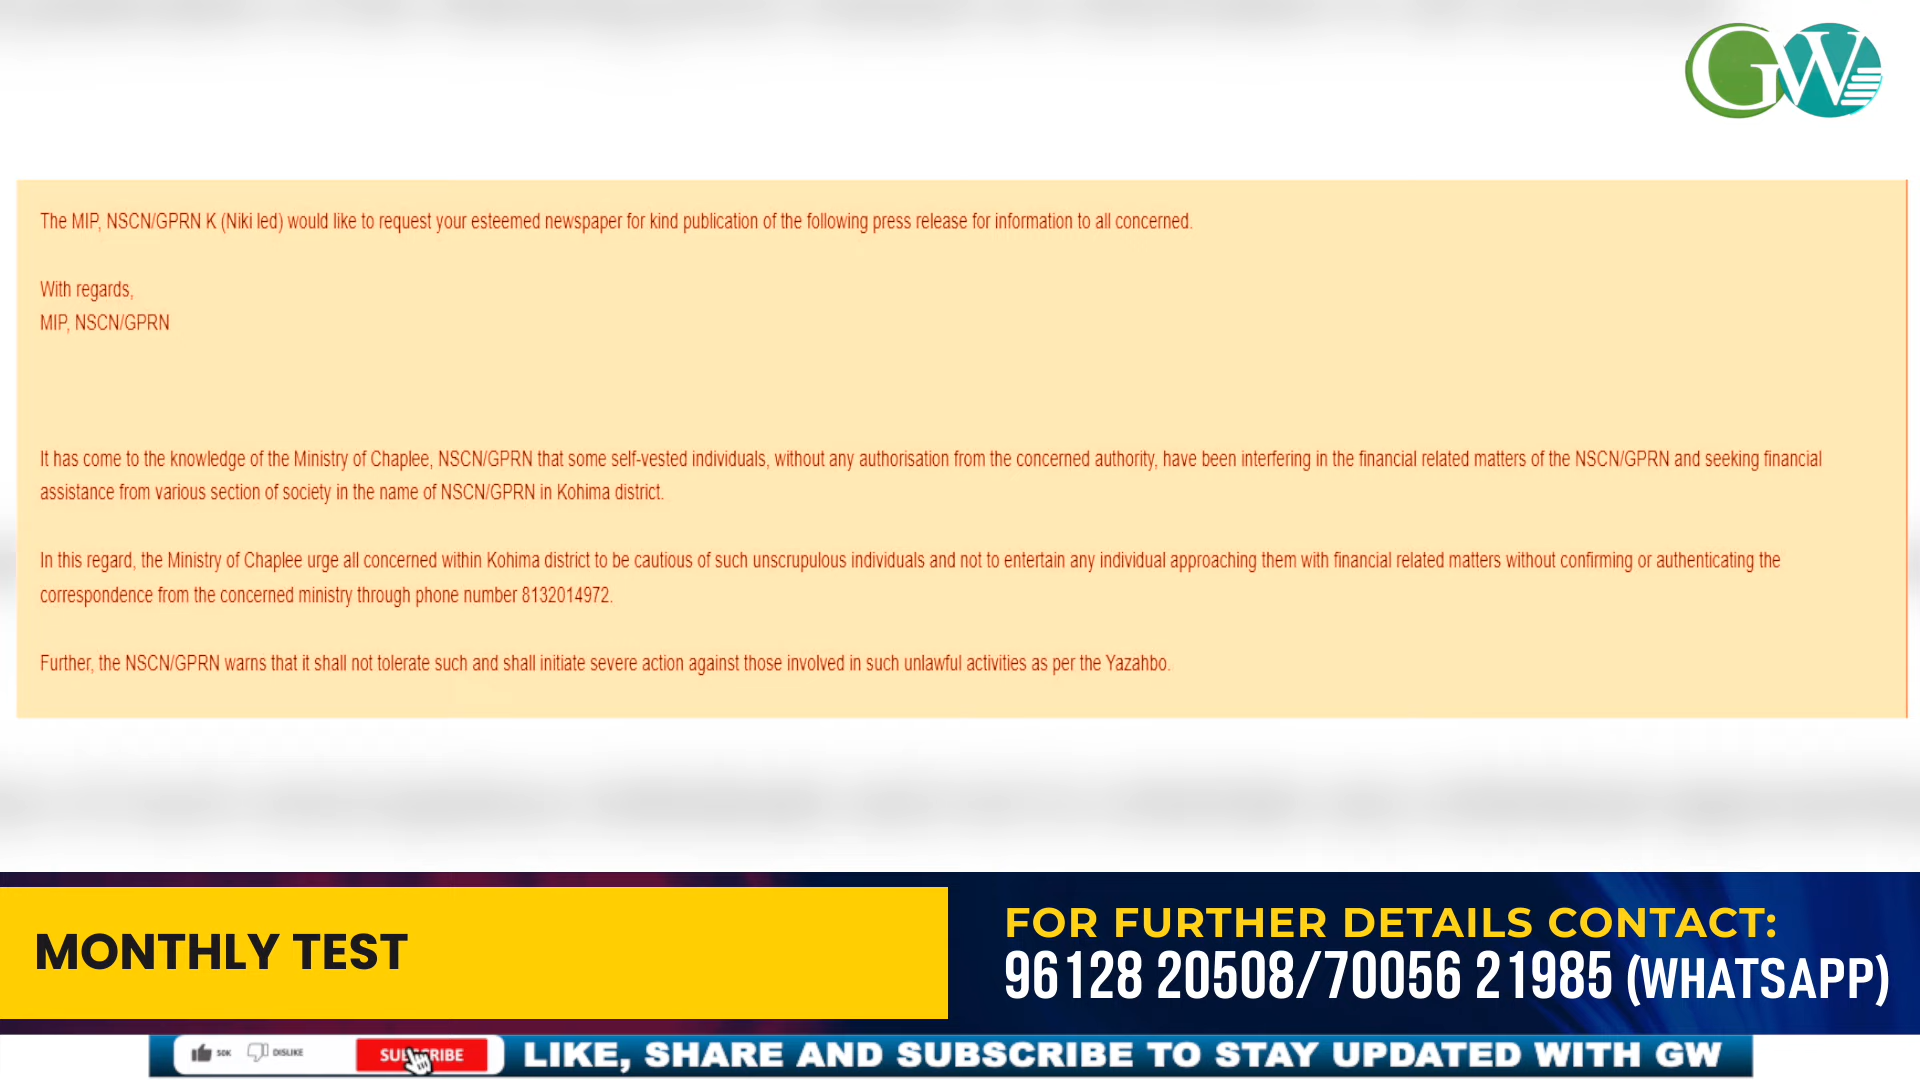 GW
The MIP, NSCN/GPRN K (Niki led) would like to request your esteemed newspaper for kind publication of the following press release for information to all concerned.
With regards,
MIP, NSCN/GPRN
It has come to the knowledge of the Ministry of Chaplee, NSCN/GPRN that some self-vested individuals, without any authorisation from the concerned authority, have been interfering in the financial related matters of the NSCN/GPRN and seeking financial
assistance from various section of society in the name of NSCN/GPRN in Kohima district.
In this regard, the Ministry of Chaplee urge all concerned within Kohima district to be cautious of such unscrupulous individuals and not to entertain any individual approaching them with financial related matters without confirming or authenticating the
correspondence from the concerned ministry through phone number 8132014972.
Further, the NSCN/GPRN warns that it shall not tolerate such and shall initiate severe action against those involved in such unlawful activities as per the Yazahbo.
MONTHLY TEST
FOR FURTHER DETAILS CONTACT:
96128 20508/70056 21985 (WHATSAPP)
50K DISLIKE SUBSCRIBE LIKE, SHARE AND SUBSCRIBE TO STAY UPDATED WITH GW